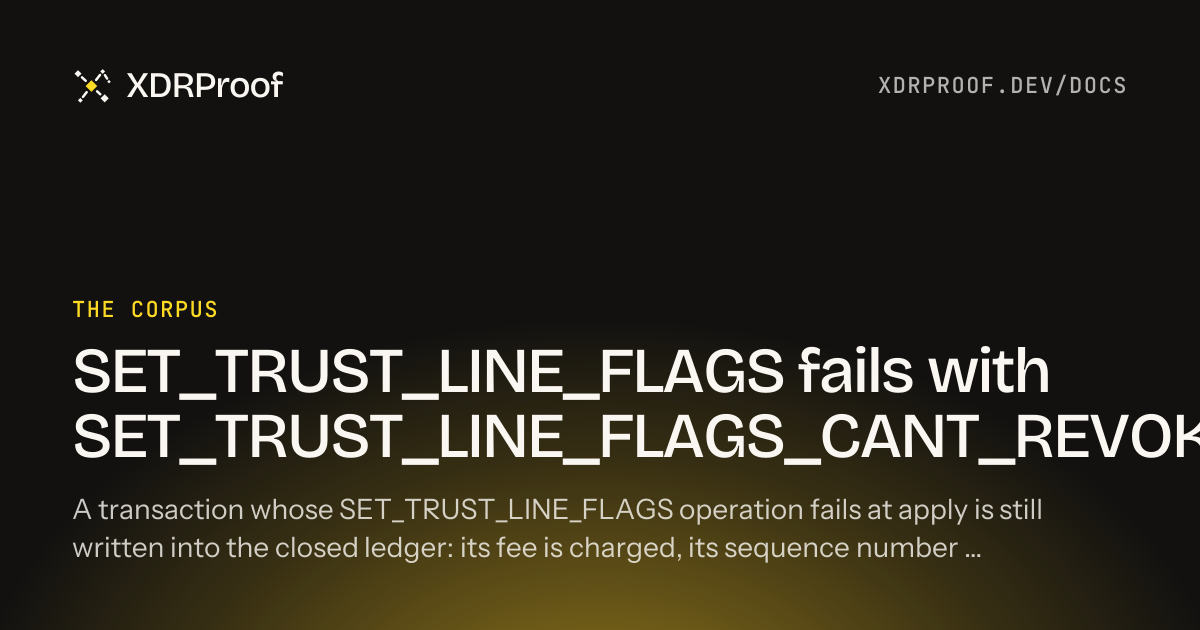 XDRProof
XDRPROOF.DEV/DOCS
THE CORPUS
SET_TRUST_LINE_FLAGS fails with
SET_TRUST_LINE_FLAGS_CANT_REVOK
A transaction whose SET_TRUST_LINE_FLAGS operation fails at apply is still
written into the closed ledger: its fee is charged, its sequence number ...